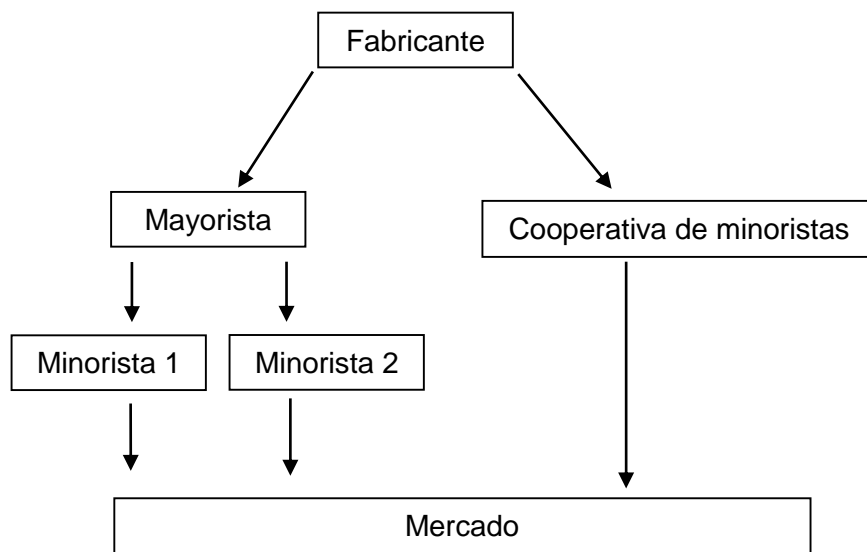 Fabricante
Mayorista
Cooperativa de minoristas
Minorista 1
Minorista 2
Mercado